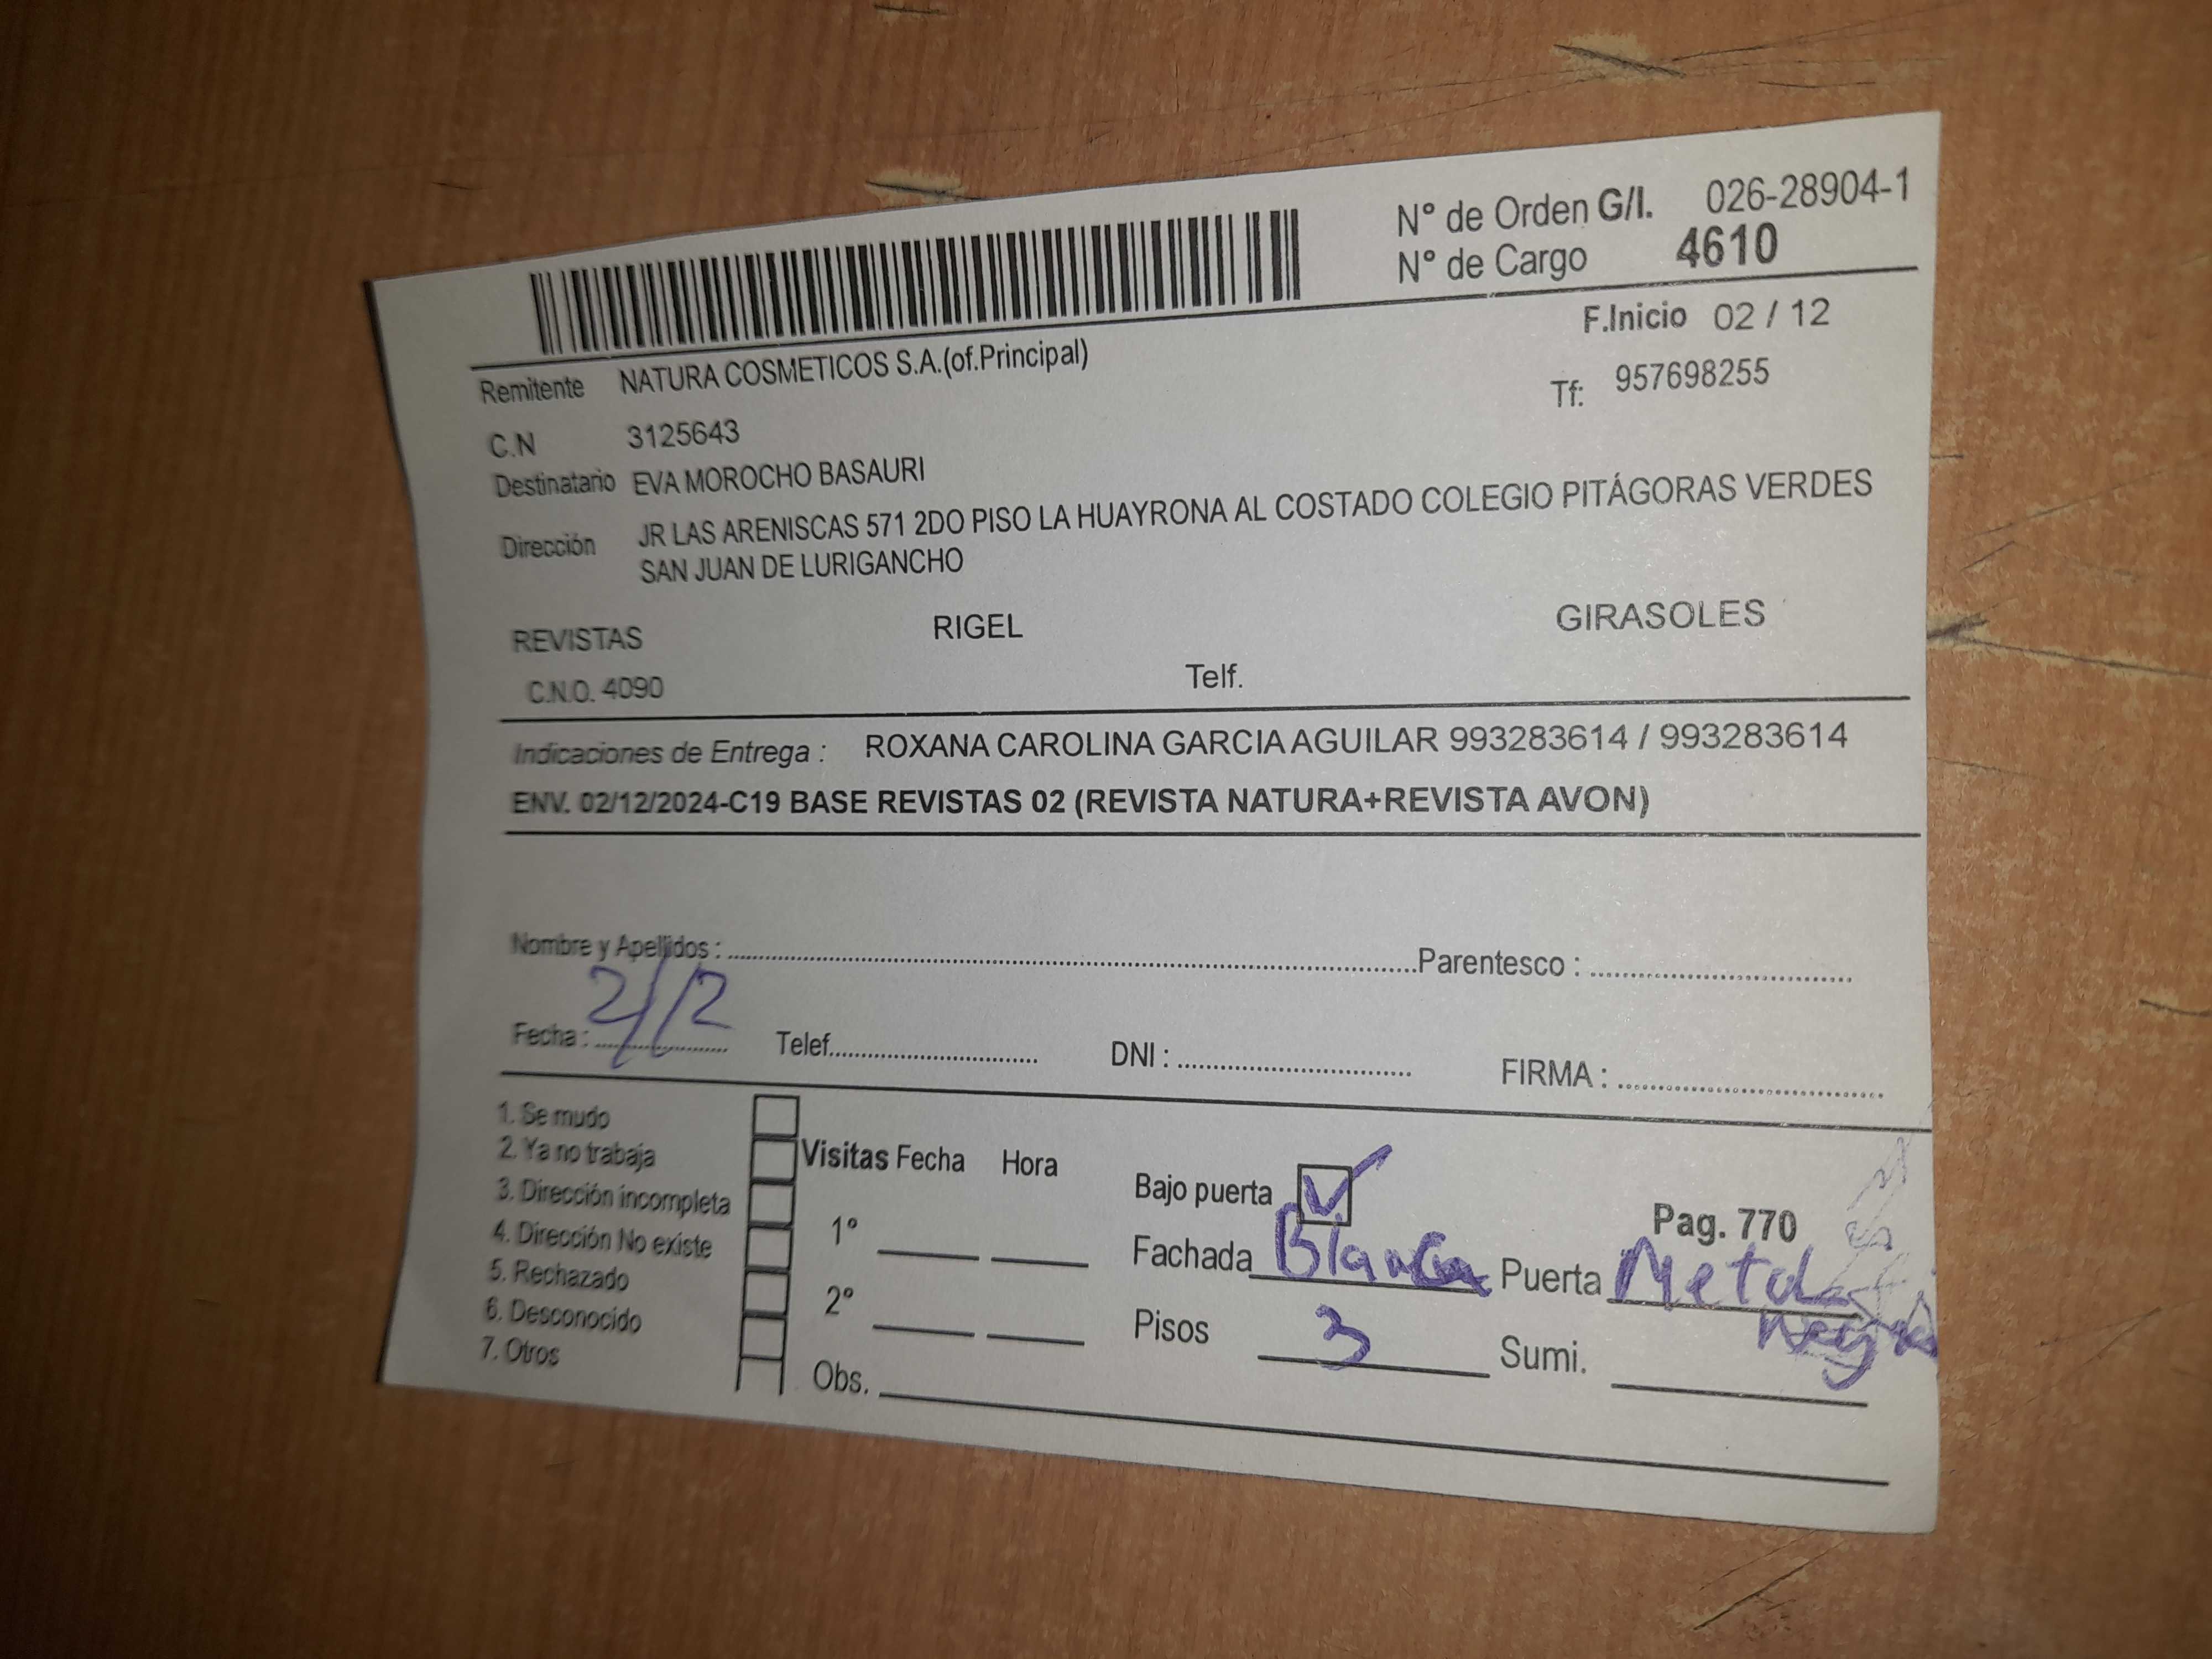 N° de Orden G/I. 026-28904-1
N° de Cargo 4610
F.Inicio 02 / 12
Remitente NATURA COSMETICOS S.A.(of.Principal)
Tf: 957698255
C.N 3125643
Destinatario EVA MOROCHO BASAURI
Dirección JR LAS ARENISCAS 571 2DO PISO LA HUAYRONA AL COSTADO COLEGIO PITÁGORAS VERDES
SAN JUAN DE LURIGANCHO
REVISTAS RIGEL GIRASOLES
C.N.O. 4090 Telf.
Indicaciones de Entrega : ROXANA CAROLINA GARCIA AGUILAR 993283614 / 993283614
ENV. 02/12/2024-C19 BASE REVISTAS 02 (REVISTA NATURA+REVISTA AVON)
Nombre y Apellidos : Parentesco :
Fecha : 2/12 Telef. DNI : FIRMA :
1. Se mudo
2. Ya no trabaja Visitas Fecha Hora
3. Dirección incompleta Bajo puerta ✓ Pag. 770
4. Dirección No existe 1° Fachada Blanca Puerta Metal
negro
5. Rechazado
6. Desconocido 2° Pisos 3 Sumi.
7. Otros Obs.